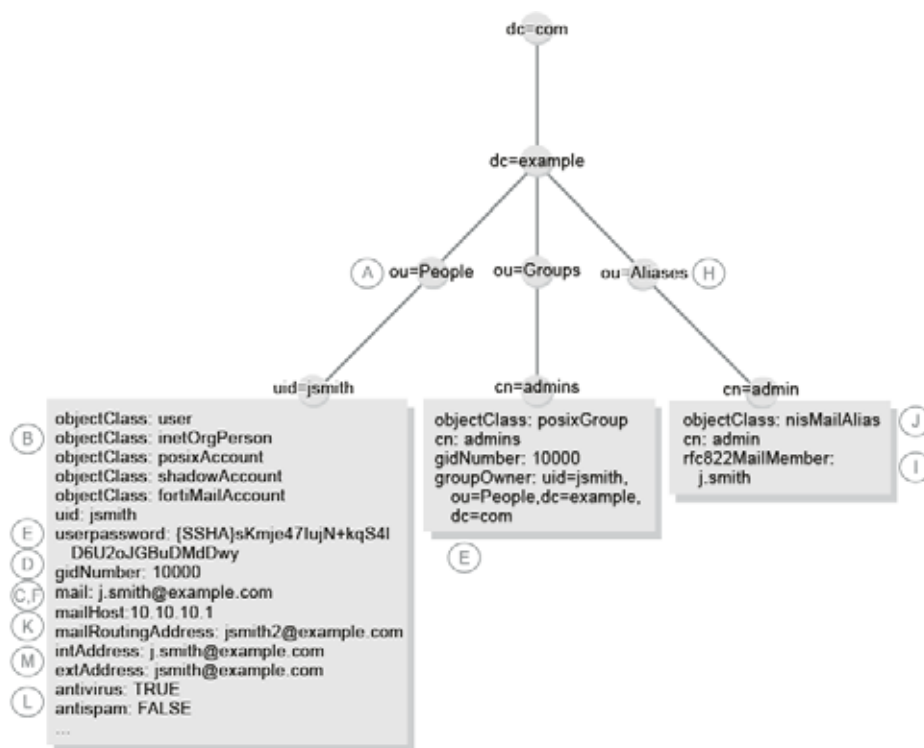 dc=com
dc=example
A
ou=People
ou=Groups
ou=Aliases
H
uid=jsmith
cn=admins
cn=admin
B
objectClass: user
objectClass: inetOrgPerson
objectClass: posixAccount
objectClass: shadowAccount
objectClass: fortiMailAccount
uid: jsmith
E
userpassword: {SSHA}sKmje47IujN+kqS4I
D6U2oJGBuDMdDwy
D
gidNumber: 10000
C,F
mail: j.smith@example.com
mailHost:10.10.10.1
K
mailRoutingAddress: jsmith2@example.com
M
intAddress: j.smith@example.com
extAddress: jsmith@example.com
L
antivirus: TRUE
antispam: FALSE
...
objectClass: posixGroup
cn: admins
gidNumber: 10000
groupOwner: uid=jsmith,
ou=People,dc=example,
dc=com
E
objectClass: nisMailAlias
J
cn: admin
rfc822MailMember:
I
j.smith